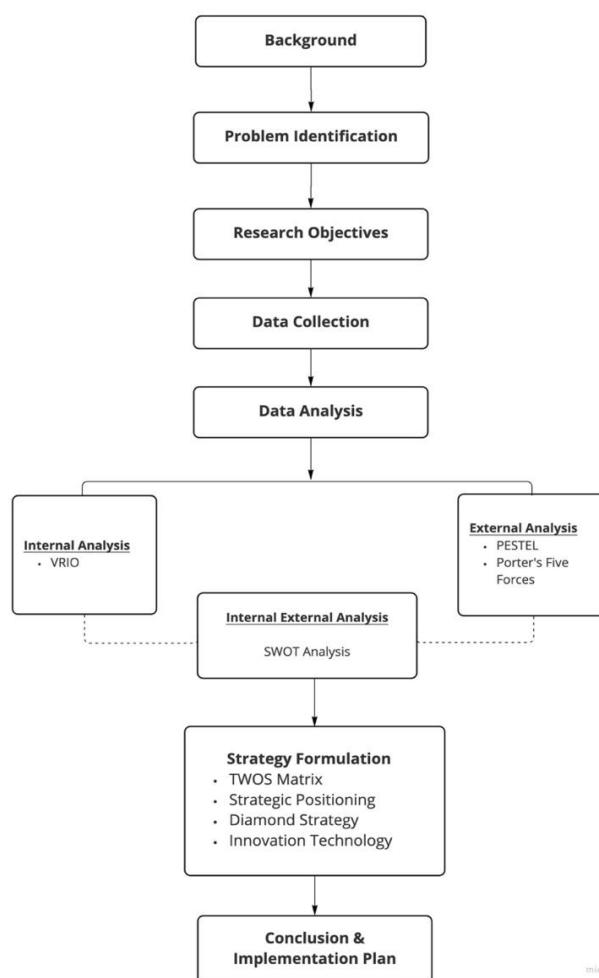 Background
Problem Identification
Research Objectives
Data Collection
Data Analysis
Internal Analysis
• VRIO
External Analysis
• PESTEL
• Porter's Five
Forces
Internal External Analysis
SWOT Analysis
Strategy Formulation
• TWOS Matrix
• Strategic Positioning
• Diamond Strategy
• Innovation Technology
Conclusion &
Implementation Plan